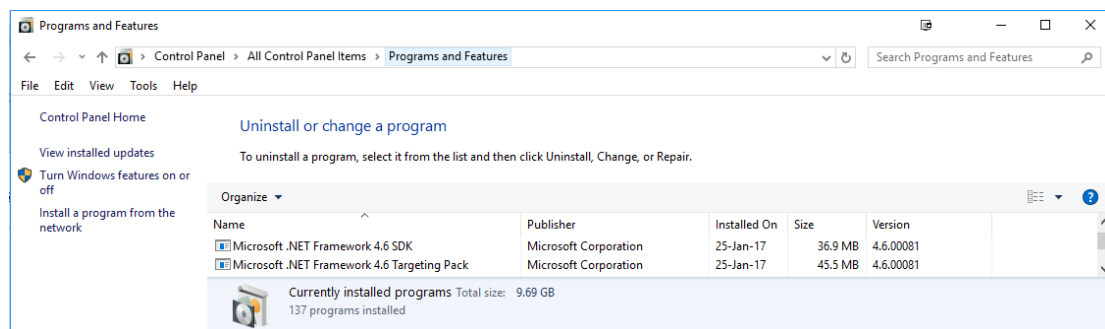 Programs and Features
Control Panel > All Control Panel Items > Programs and Features
Search Programs and Features
File Edit View Tools Help
Control Panel Home
View installed updates
Turn Windows features on or
off
Install a program from the
network
Uninstall or change a program
To uninstall a program, select it from the list and then click Uninstall, Change, or Repair.
Organize
Name Publisher Installed On Size Version
Microsoft .NET Framework 4.6 SDK Microsoft Corporation 25-Jan-17 36.9 MB 4.6.00081
Microsoft .NET Framework 4.6 Targeting Pack Microsoft Corporation 25-Jan-17 45.5 MB 4.6.00081
Currently installed programs Total size: 9.69 GB
137 programs installed